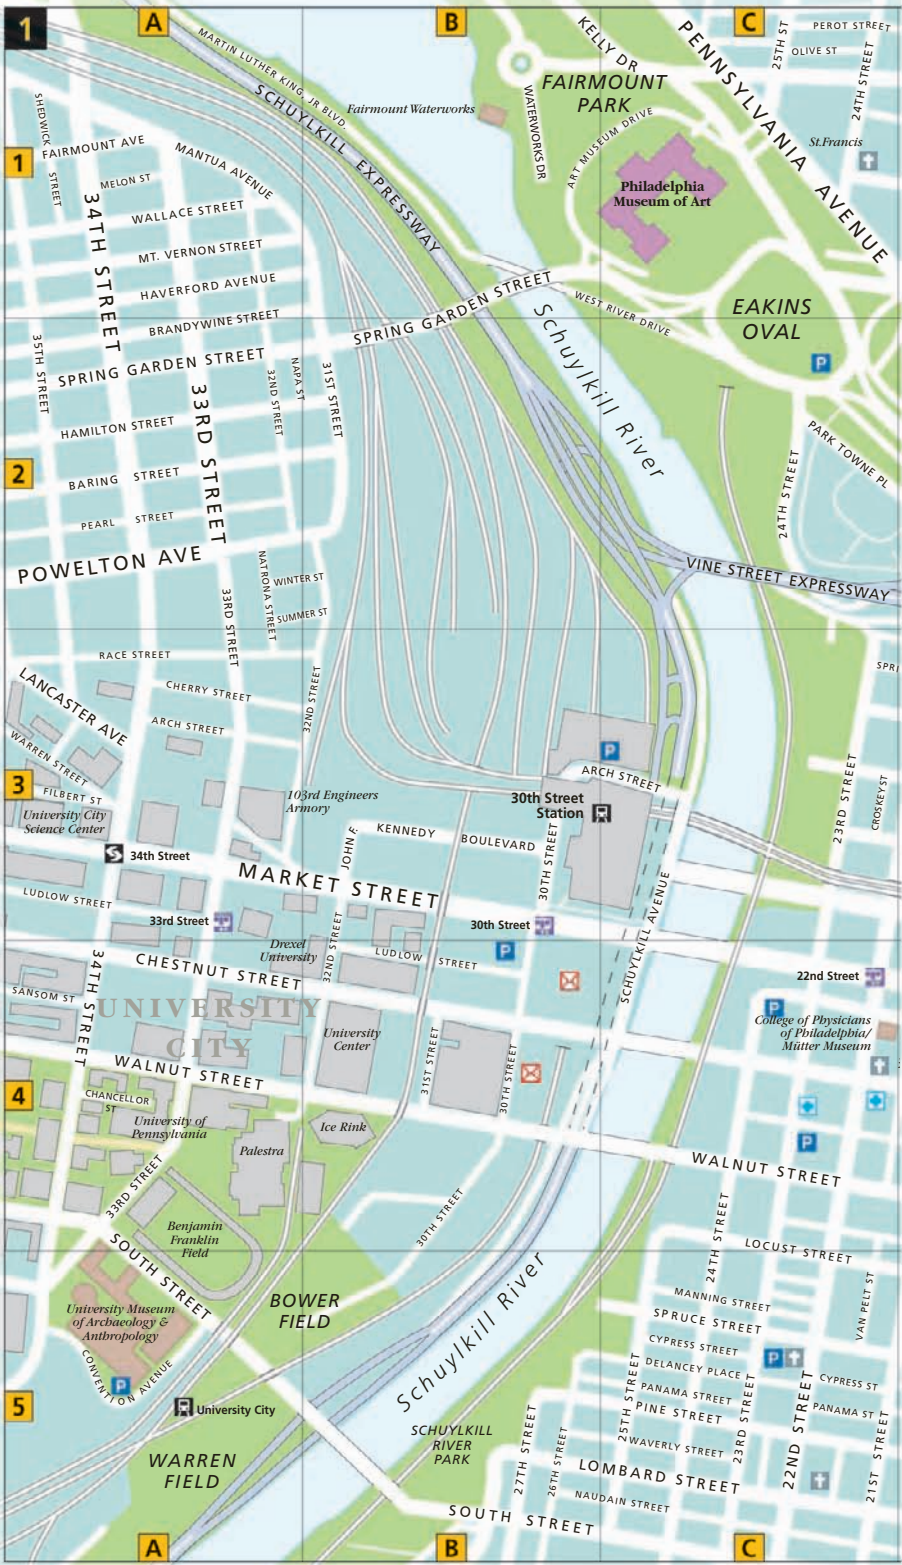 1
A
B
C
MARTIN LUTHER KING, JR BLVD.
SCHUYLKILL EXPRESSWAY
Fairmount Waterworks
KELLY DR
FAIRMOUNT
PARK
WATERWORKS DR
ART MUSEUM DRIVE
PENNSYLVANIA AVENUE
25TH ST
PEROT STREET
OLIVE ST
24TH STREET
St.Francis
Philadelphia
Museum of Art
SHEDWICK STREET
FAIRMOUNT AVE
MELON ST
MANTUA AVENUE
1
34TH STREET
WALLACE STREET
MT. VERNON STREET
HAVERFORD AVENUE
BRANDYWINE STREET
SPRING GARDEN STREET
SPRING GARDEN STREET
WEST RIVER DRIVE
EAKINS
OVAL
P
Schuylkill River
35TH STREET
33RD STREET
32ND STREET
NAPA ST
31ST STREET
HAMILTON STREET
2
BARING STREET
PEARL STREET
POWELTON AVE
PARK TOWNE PL
24TH STREET
VINE STREET EXPRESSWAY
NATRONA STREET
WINTER ST
SUMMER ST
33RD STREET
RACE STREET
SPRI
LANCASTER AVE
CHERRY STREET
ARCH STREET
32ND STREET
WARREN STREET
FILBERT ST
3
University City
Science Center
103rd Engineers
Armory
P
ARCH STREET
30th Street
Station
23RD STREET
CROSKEY ST
JOHN F.
KENNEDY BOULEVARD
30TH STREET
S
34th Street
MARKET STREET
LUDLOW STREET
33rd Street
30th Street
SCHUYLKILL AVENUE
Drexel
University
32ND STREET
LUDLOW STREET
P
34TH STREET
CHESTNUT STREET
22nd Street
SANSOM ST
UNIVERSITY
CITY
University
Center
P
College of Physicians
of Philadelphia/
Mütter Museum
WALNUT STREET
31ST STREET
30TH STREET
4
CHANCELLOR
ST
University of
Pennsylvania
Palestra
Ice Rink
P
WALNUT STREET
33RD STREET
30TH STREET
Benjamin
Franklin
Field
24TH STREET
LOCUST STREET
SOUTH STREET
BOWER
FIELD
Schuylkill River
MANNING STREET
SPRUCE STREET
VAN PELT ST
University Museum
of Archaeology &
Anthropology
CONVENTION AVENUE
P
CYPRESS STREET
DELANCEY PLACE
P
CYPRESS ST
PANAMA STREET
PANAMA ST
5
University City
25TH STREET
PINE STREET
23RD STREET
22ND STREET
21ST STREET
SCHUYLKILL
RIVER
PARK
27TH STREET
26TH STREET
WAVERLY STREET
LOMBARD STREET
WARREN
FIELD
NAUDAIN STREET
SOUTH STREET
A
B
C